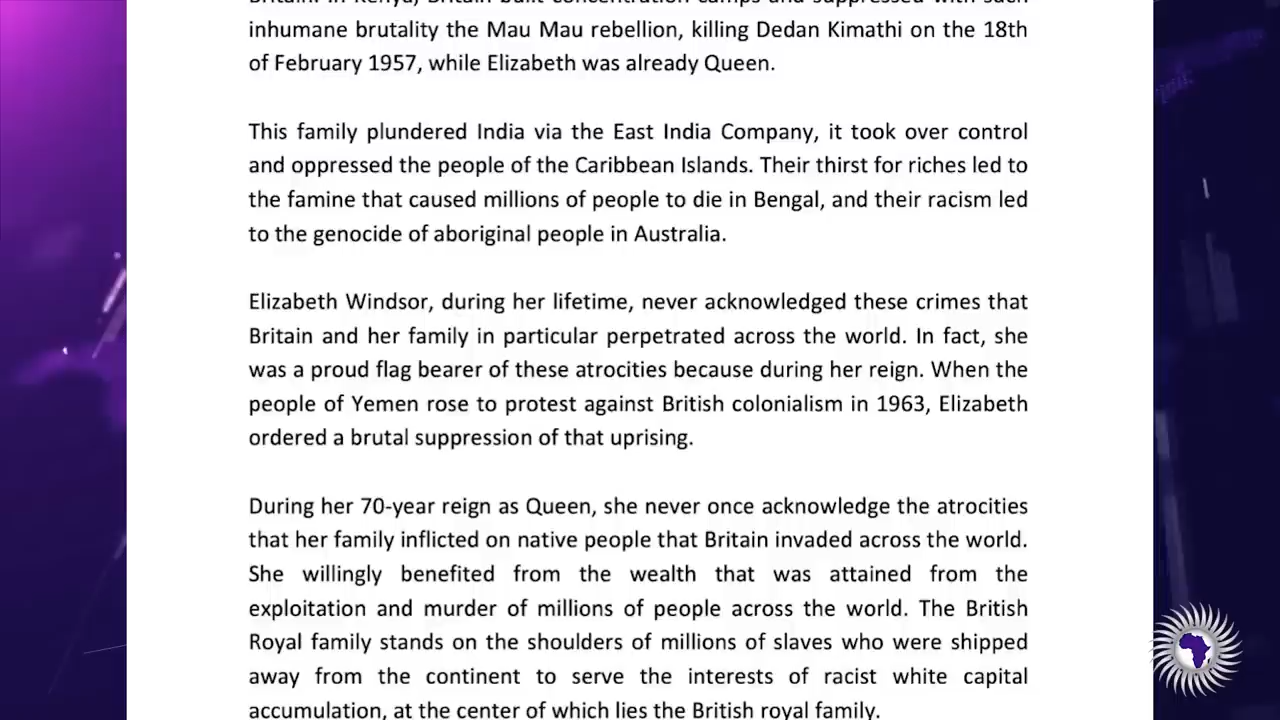 inhumane brutality the Mau Mau rebellion, killing Dedan Kimathi on the 18th
of February 1957, while Elizabeth was already Queen.
This family plundered India via the East India Company, it took over control
and oppressed the people of the Caribbean Islands. Their thirst for riches led to
the famine that caused millions of people to die in Bengal, and their racism led
to the genocide of aboriginal people in Australia.
Elizabeth Windsor, during her lifetime, never acknowledged these crimes that
Britain and her family in particular perpetrated across the world. In fact, she
was a proud flag bearer of these atrocities because during her reign. When the
people of Yemen rose to protest against British colonialism in 1963, Elizabeth
ordered a brutal suppression of that uprising.
During her 70-year reign as Queen, she never once acknowledge the atrocities
that her family inflicted on native people that Britain invaded across the world.
She willingly benefited from the wealth that was attained from the
exploitation and murder of millions of people across the world. The British
Royal family stands on the shoulders of millions of slaves who were shipped
away from the continent to serve the interests of racist white capital
accumulation, at the center of which lies the British royal family.